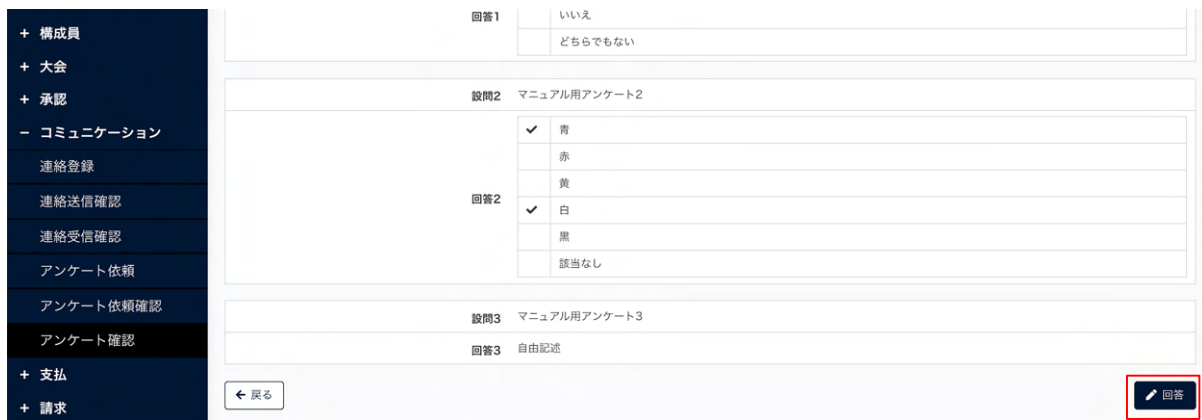 + 構成員
+ 大会
+ 承認
− コミュニケーション
連絡登録
連絡送信確認
連絡受信確認
アンケート依頼
アンケート依頼確認
アンケート確認
+ 支払
+ 請求
回答1
いいえ
どちらでもない
設問2 マニュアル用アンケート2
回答2
✓ 青
赤
黄
✓ 白
黒
該当なし
設問3 マニュアル用アンケート3
回答3 自由記述
← 戻る
回答